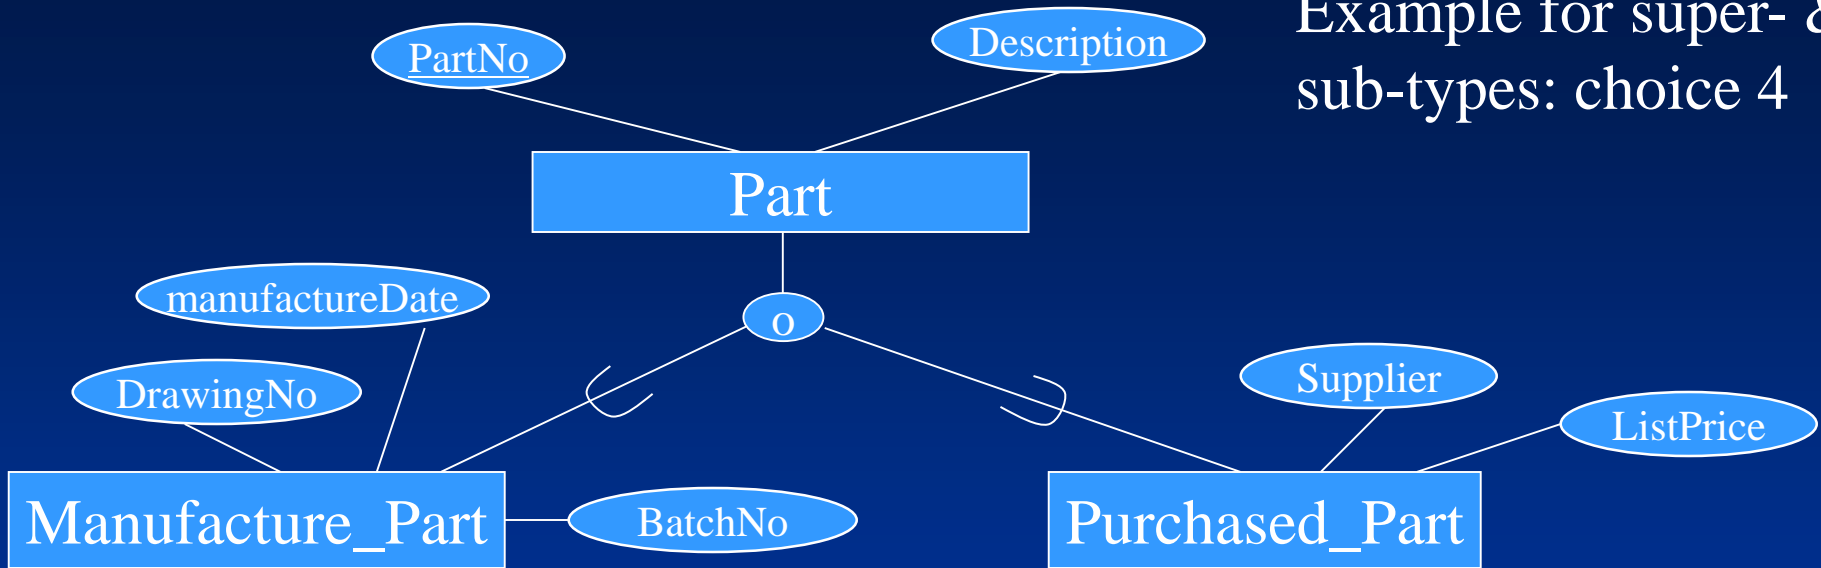 Example for super- &
sub-types: choice 4
PartNo
Description
Part
manufactureDate
o
DrawingNo
Supplier
ListPrice
Manufacture_Part
BatchNo
Purchased_Part